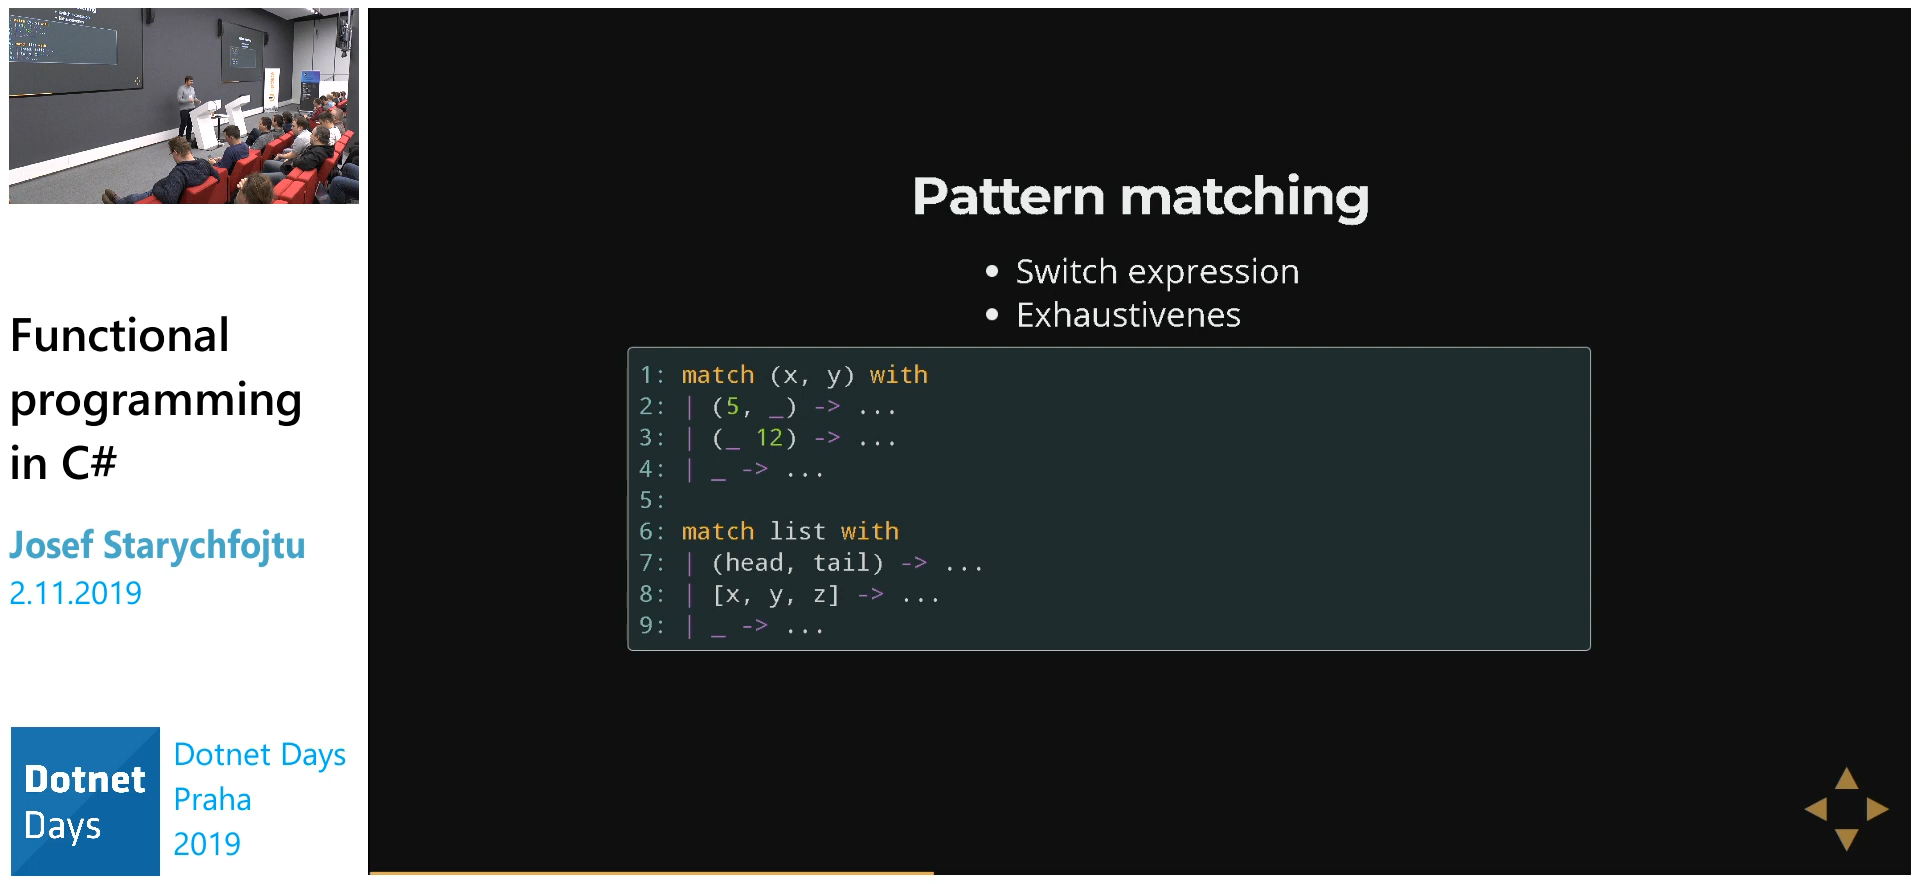 Functional
programming
in C#
Josef Starychfojtu
2.11.2019
Dotnet
Days
Dotnet Days
Praha
2019
Pattern matching
• Switch expression
• Exhaustivenes
1: match (x, y) with
2: | (5, _) -> ...
3: | (_ 12) -> ...
4: | _ -> ...
5:
6: match list with
7: | (head, tail) -> ...
8: | [x, y, z] -> ...
9: | _ -> ...